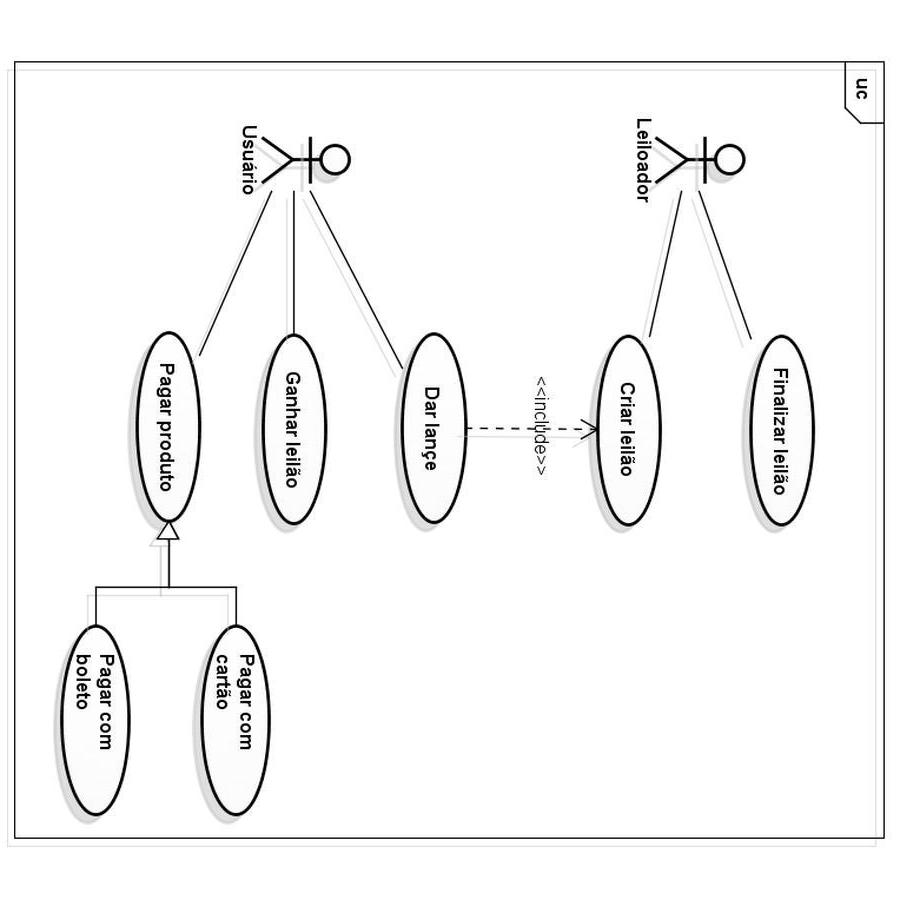 uc
Leiloador
Finalizar leilão
Criar leilão
<<include>>
Dar lançe
Usuário
Ganhar leilão
Pagar produto
Pagar com
cartão
Pagar com
boleto